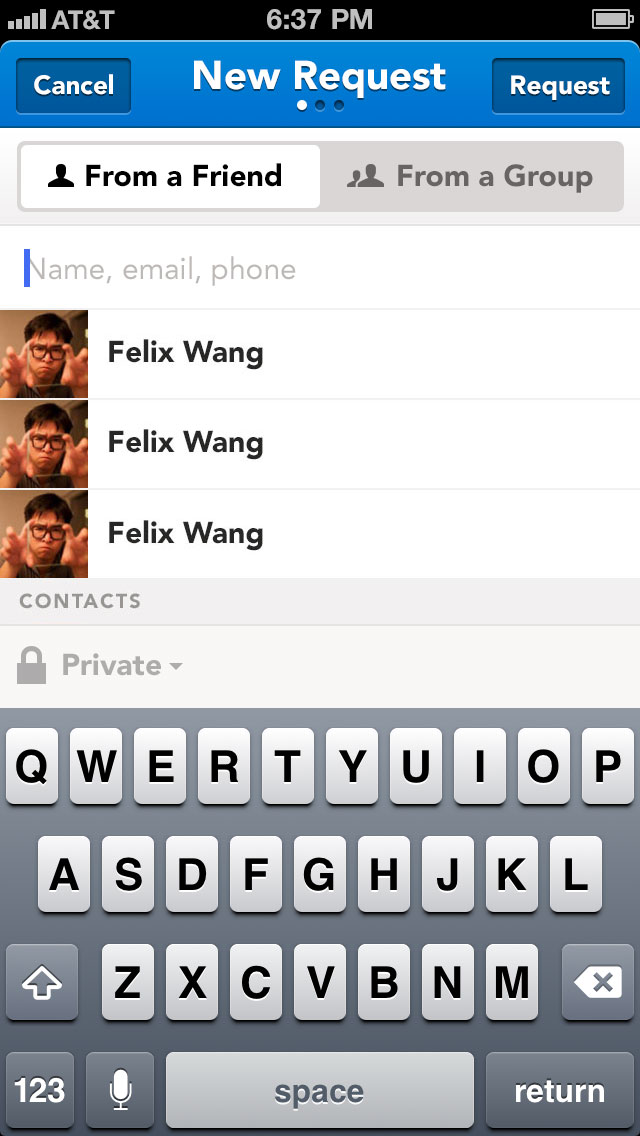 AT&T 6:37 PM
Cancel New Request Request
From a Friend From a Group
Name, email, phone
Felix Wang
Felix Wang
Felix Wang
CONTACTS
Private
Q W E R T Y U I O P
A S D F G H J K L
Z X C V B N M
123 space return